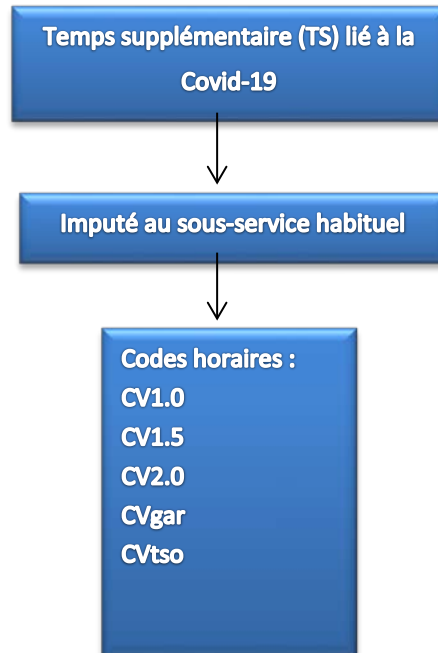 Temps supplémentaire (TS) lié à la
Covid-19
Imputé au sous-service habituel
Codes horaires :
CV1.0
CV1.5
CV2.0
CVgar
CVtso